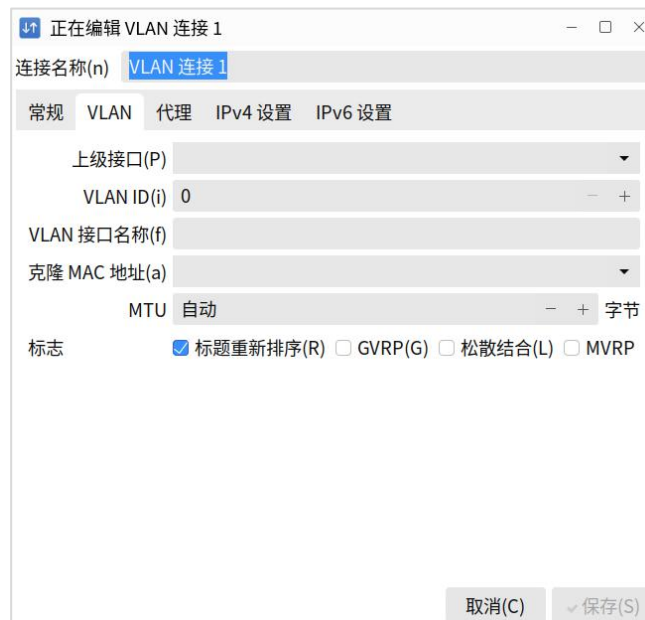 正在编辑 VLAN 连接 1
连接名称(n) VLAN 连接 1
常规 VLAN 代理 IPv4 设置 IPv6 设置
上级接口(P)
VLAN ID(i) 0
VLAN 接口名称(f)
克隆 MAC 地址(a)
MTU 自动 字节
标志 标题重新排序(R) GVRP(G) 松散结合(L) MVRP
取消(C) 保存(S)